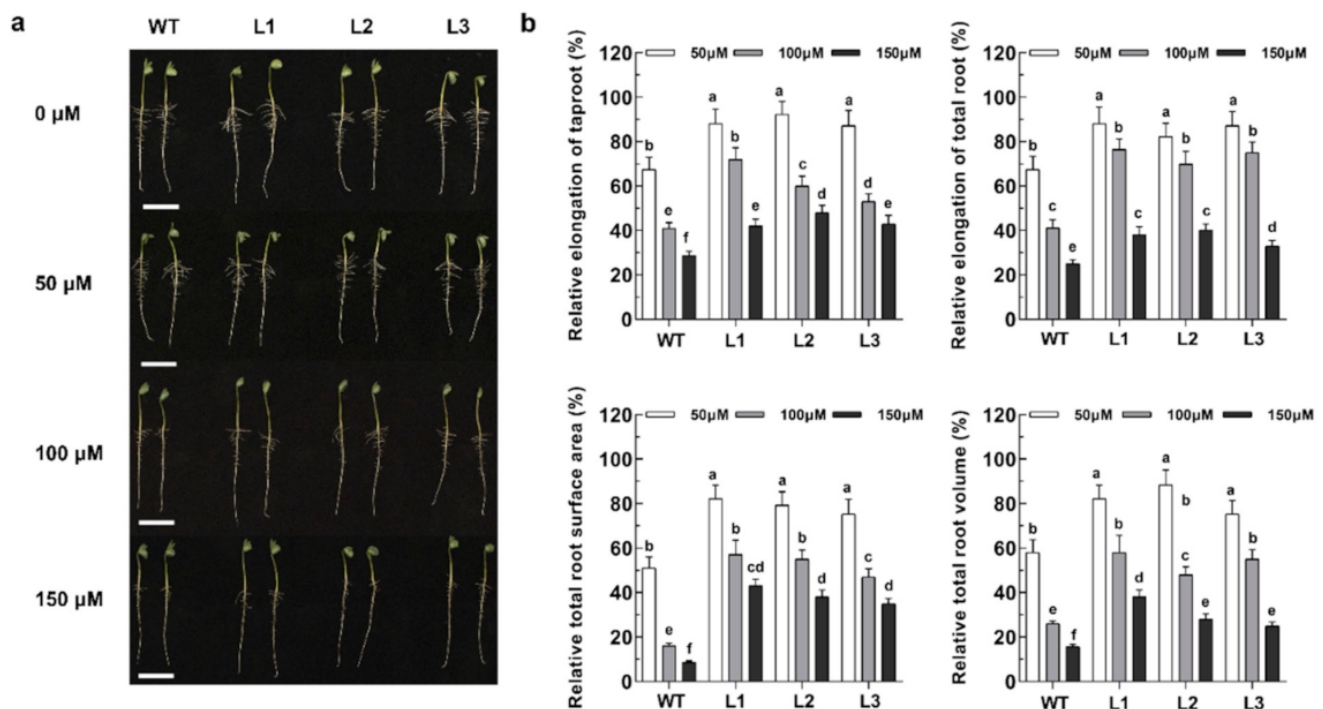 a
WT L1 L2 L3
0 µM
50 µM
100 µM
150 µM
b
Relative elongation of taproot (%)
50µM 100µM 150µM
120
100
80
60
40
20
0
b e f a b e a c d a d e
WT L1 L2 L3
Relative elongation of total root (%)
50µM 100µM 150µM
120
100
80
60
40
20
0
b c e a b c a b c a b d
WT L1 L2 L3
Relative total root surface area (%)
50µM 100µM 150µM
120
100
80
60
40
20
0
b e f a b cd a b d a c d
WT L1 L2 L3
Relative total root volume (%)
50µM 100µM 150µM
120
100
80
60
40
20
0
b e f a b d a b c e a b e
WT L1 L2 L3